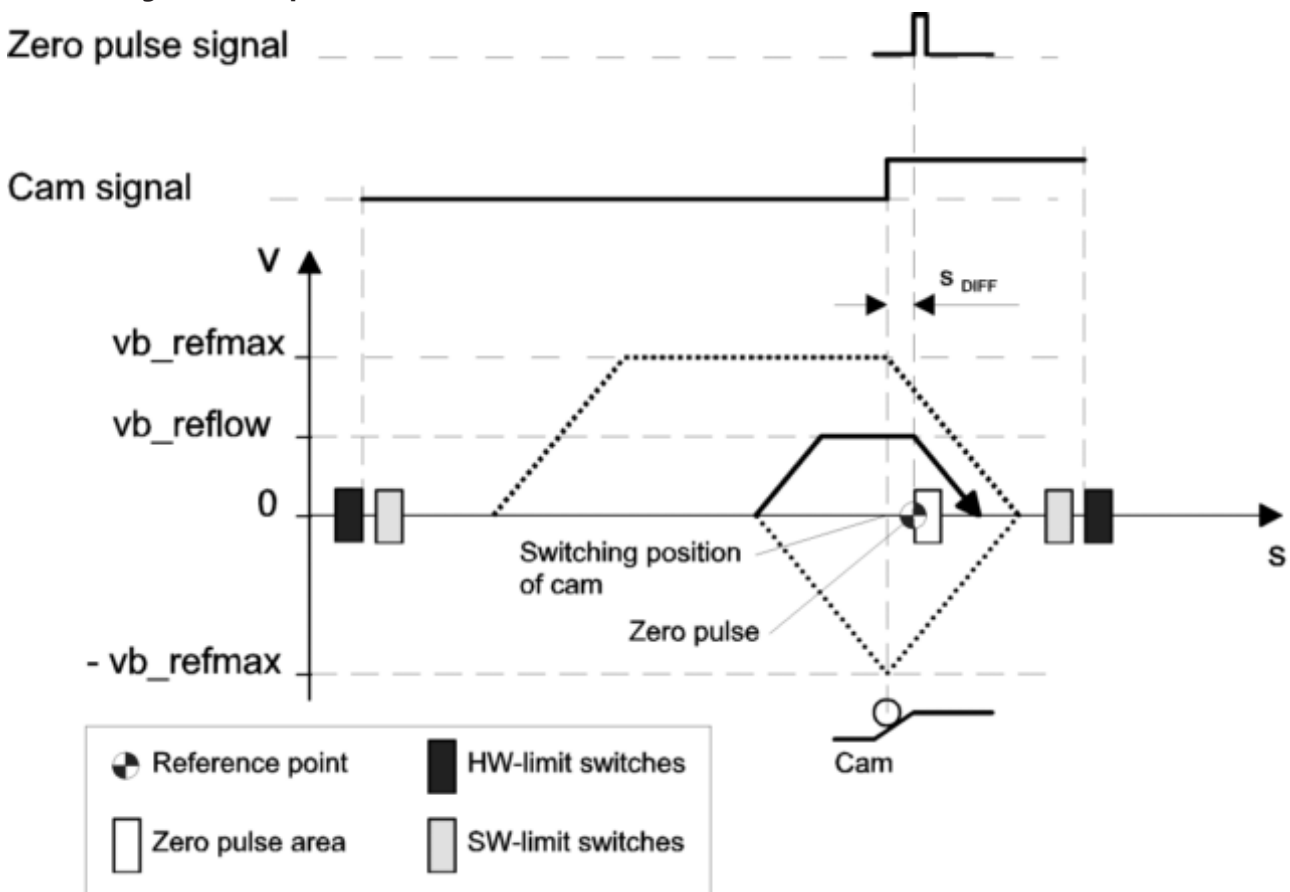 Zero pulse signal
Cam signal
V
S DIFF
vb_refmax
vb_reflow
0
S
Switching position
of cam
Zero pulse
- vb_refmax
Cam
Reference point
HW-limit switches
Zero pulse area
SW-limit switches